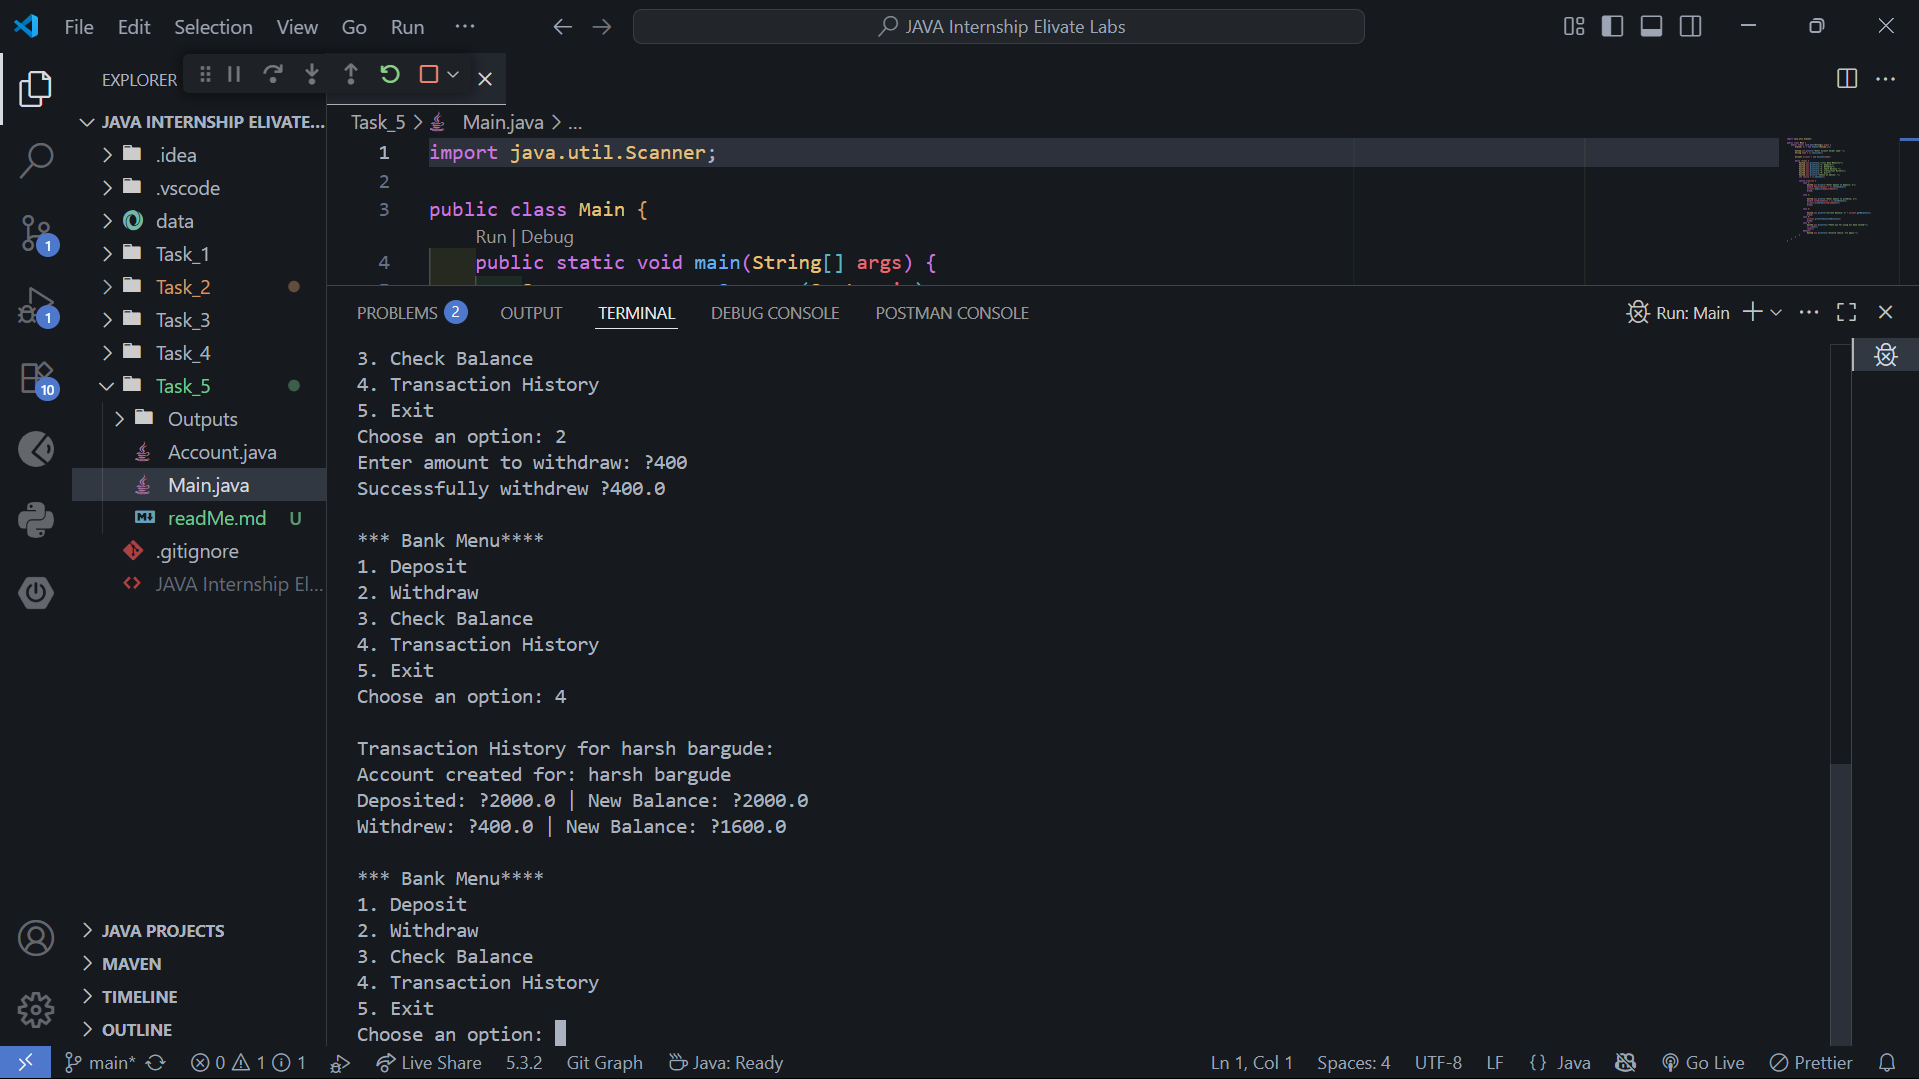 File Edit Selection View Go Run ··· JAVA Internship Elivate Labs
EXPLORER
JAVA INTERNSHIP ELIVATE...
.idea
.vscode
data
Task_1
Task_2
Task_3
Task_4
Task_5
Outputs
Account.java
Main.java
readMe.md U
.gitignore
JAVA Internship El...
JAVA PROJECTS
MAVEN
TIMELINE
OUTLINE
1
1
10
Task_5 > Main.java > ...
1 import java.util.Scanner;
2
3 public class Main {
Run | Debug
4 public static void main(String[] args) {
PROBLEMS 2 OUTPUT TERMINAL DEBUG CONSOLE POSTMAN CONSOLE Run: Main
3. Check Balance
4. Transaction History
5. Exit
Choose an option: 2
Enter amount to withdraw: ?400
Successfully withdrew ?400.0
*** Bank Menu****
1. Deposit
2. Withdraw
3. Check Balance
4. Transaction History
5. Exit
Choose an option: 4
Transaction History for harsh bargude:
Account created for: harsh bargude
Deposited: ?2000.0 | New Balance: ?2000.0
Withdrew: ?400.0 | New Balance: ?1600.0
*** Bank Menu****
1. Deposit
2. Withdraw
3. Check Balance
4. Transaction History
5. Exit
Choose an option:
main* 0 1 1 Live Share 5.3.2 Git Graph Java: Ready Ln 1, Col 1 Spaces: 4 UTF-8 LF {} Java Go Live Prettier